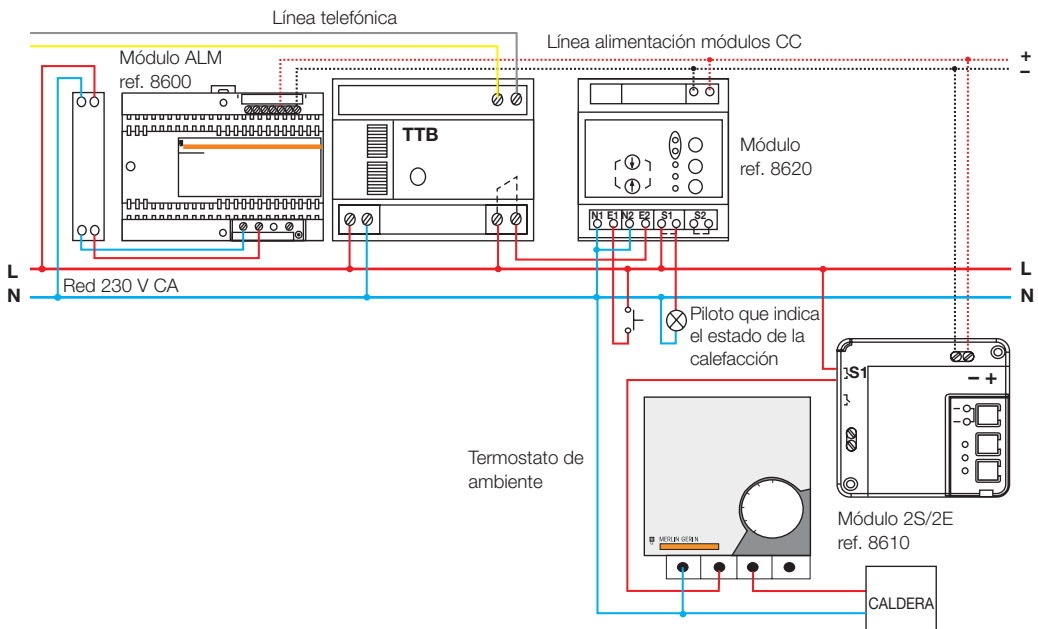 Línea telefónica
Línea alimentación módulos CC
Módulo ALM
ref. 8600
+
−
TTB
Módulo
ref. 8620
N1 E1 N2 E2 S1 S2
L
L
N
Red 230 V CA
N
Piloto que indica
el estado de la
calefacción
S1
− +
Termostato de
ambiente
MERLIN GERIN
Módulo 2S/2E
ref. 8610
CALDERA